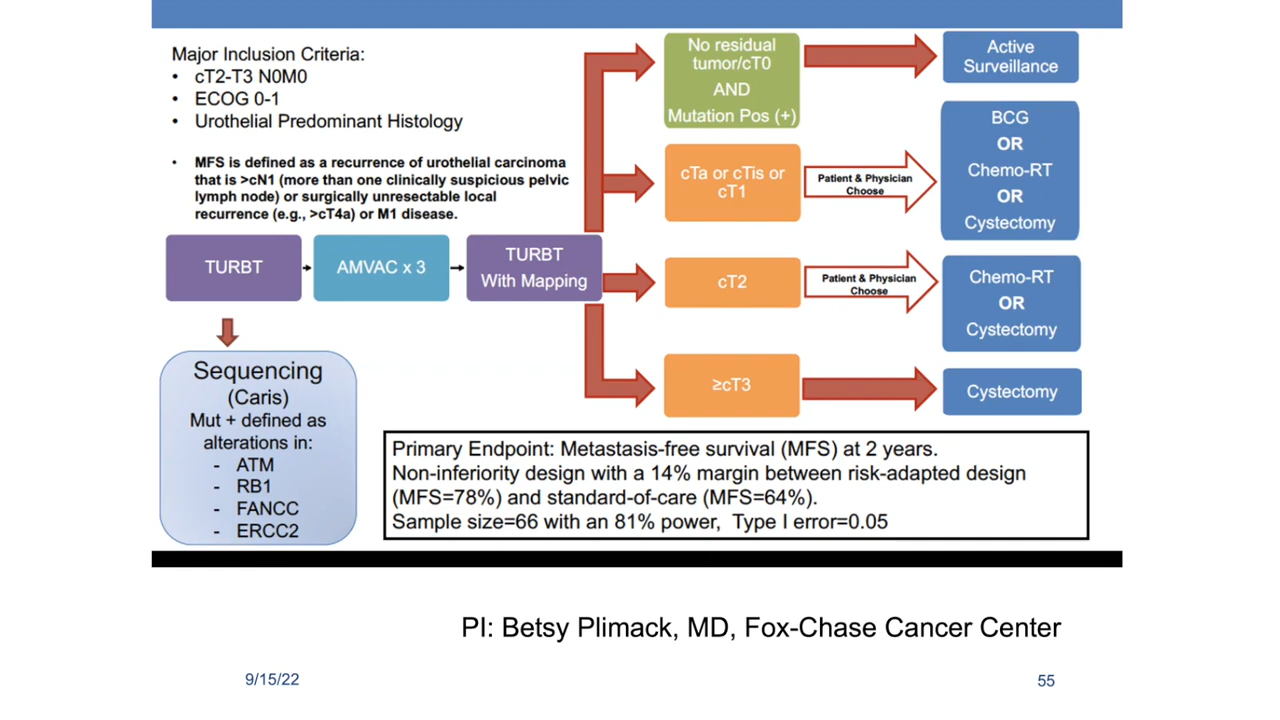 Major Inclusion Criteria:
• cT2-T3 N0M0
• ECOG 0-1
• Urothelial Predominant Histology
• MFS is defined as a recurrence of urothelial carcinoma
that is >cN1 (more than one clinically suspicious pelvic
lymph node) or surgically unresectable local
recurrence (e.g., >cT4a) or M1 disease.
TURBT
AMVAC x 3
TURBT
With Mapping
No residual
tumor/cT0
AND
Mutation Pos (+)
Active
Surveillance
cTa or cTis or
cT1
Patient & Physician
Choose
BCG
OR
Chemo-RT
OR
Cystectomy
cT2
Patient & Physician
Choose
Chemo-RT
OR
Cystectomy
≥cT3
Cystectomy
Sequencing
(Caris)
Mut + defined as
alterations in:
- ATM
- RB1
- FANCC
- ERCC2
Primary Endpoint: Metastasis-free survival (MFS) at 2 years.
Non-inferiority design with a 14% margin between risk-adapted design
(MFS=78%) and standard-of-care (MFS=64%).
Sample size=66 with an 81% power, Type I error=0.05
PI: Betsy Plimack, MD, Fox-Chase Cancer Center
9/15/22
55